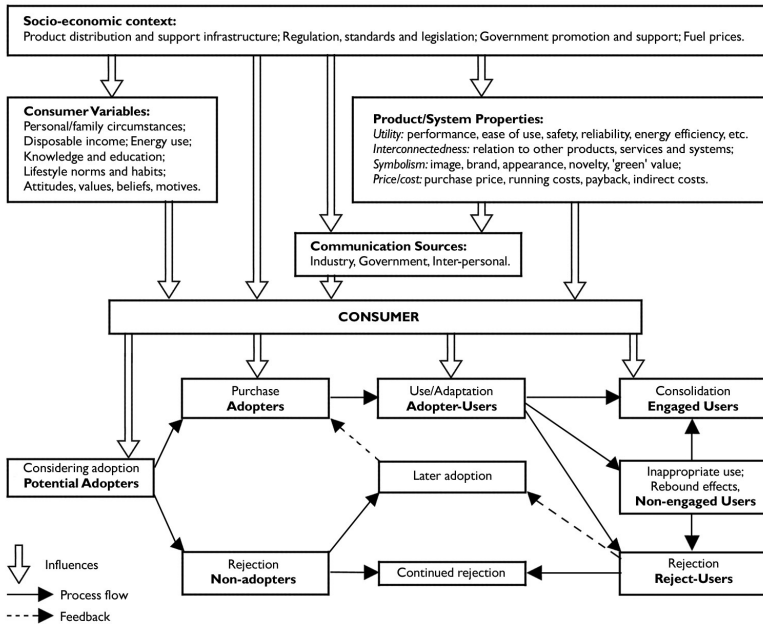 Socio-economic context:
Product distribution and support infrastructure; Regulation, standards and legislation; Government promotion and support; Fuel prices.
Consumer Variables:
Personal/family circumstances;
Disposable income; Energy use;
Knowledge and education;
Lifestyle norms and habits;
Attitudes, values, beliefs, motives.
Product/System Properties:
Utility: performance, ease of use, safety, reliability, energy efficiency, etc.
Interconnectedness: relation to other products, services and systems;
Symbolism: image, brand, appearance, novelty, 'green' value;
Price/cost: purchase price, running costs, payback, indirect costs.
Communication Sources:
Industry, Government, Inter-personal.
CONSUMER
Purchase
Adopters
Use/Adaptation
Adopter-Users
Consolidation
Engaged Users
Considering adoption
Potential Adopters
Later adoption
Inappropriate use;
Rebound effects,
Non-engaged Users
Rejection
Non-adopters
Continued rejection
Rejection
Reject-Users
Influences
Process flow
Feedback